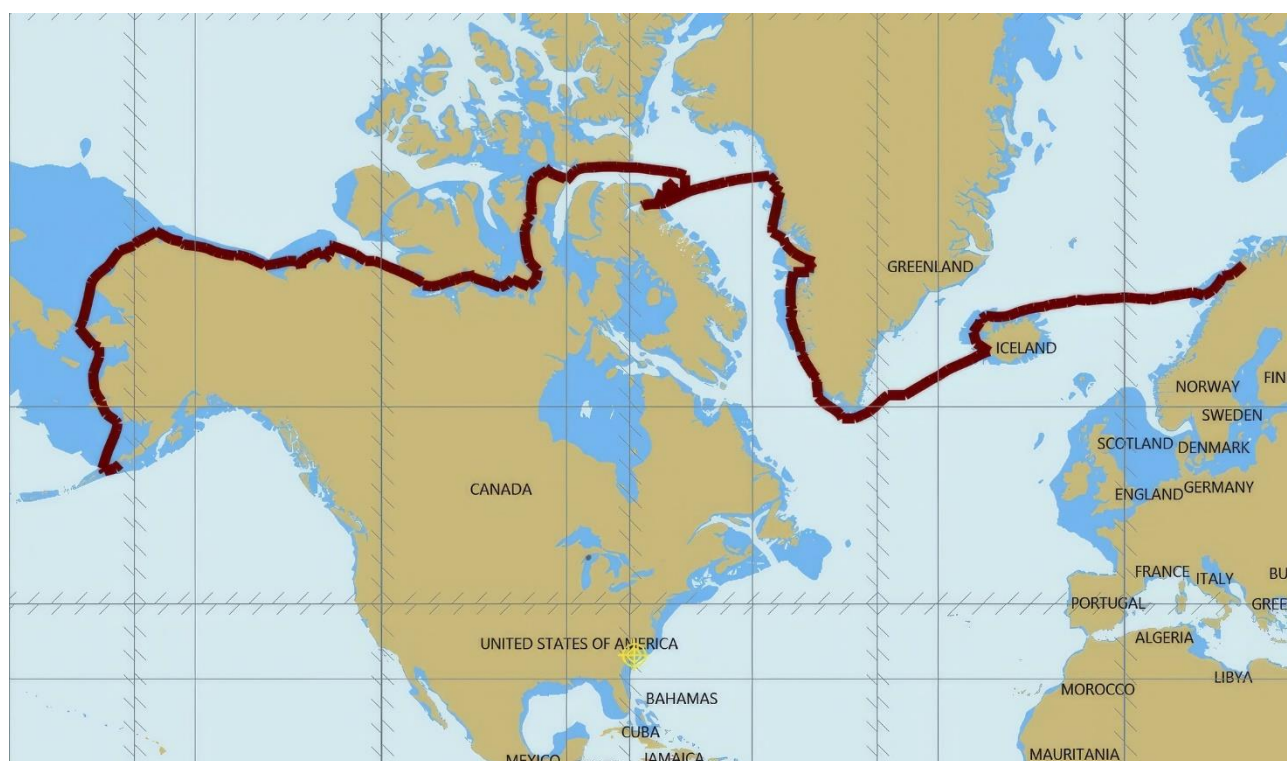 GREENLAND
ICELAND
NORWAY
FIN
SWEDEN
SCOTLAND
DENMARK
CANADA
ENGLAND
GERMANY
FRANCE
ITALY
BU
PORTUGAL
GREE
UNITED STATES OF AMERICA
ALGERIA
BAHAMAS
MOROCCO
LIBYA
CUBA
MEXICO
JAMAICA
MAURITANIA